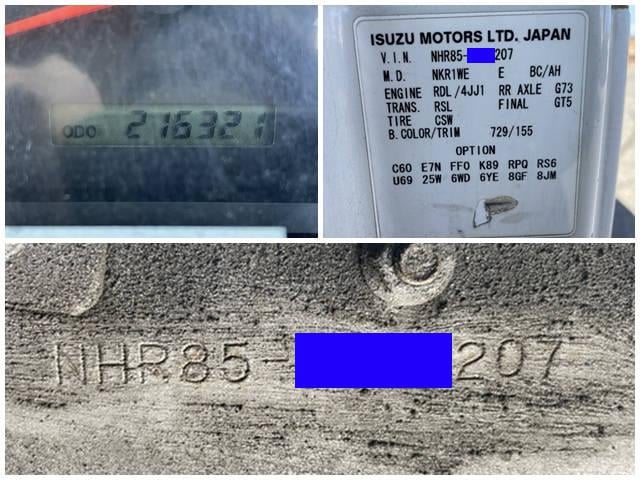 ODO 216321
ISUZU MOTORS LTD. JAPAN
V.I.N. NHR85- 207
M.D. NKR1WE E BC/AH
ENGINE RDL/4JJ1 RR AXLE G73
TRANS. RSL FINAL GT5
TIRE CSW
B.COLOR/TRIM 729/155
OPTION
C60 E7N FF0 K89 RPQ RS6
U69 25W 6WD 6YE 8GF 8JM
NHR85- 207